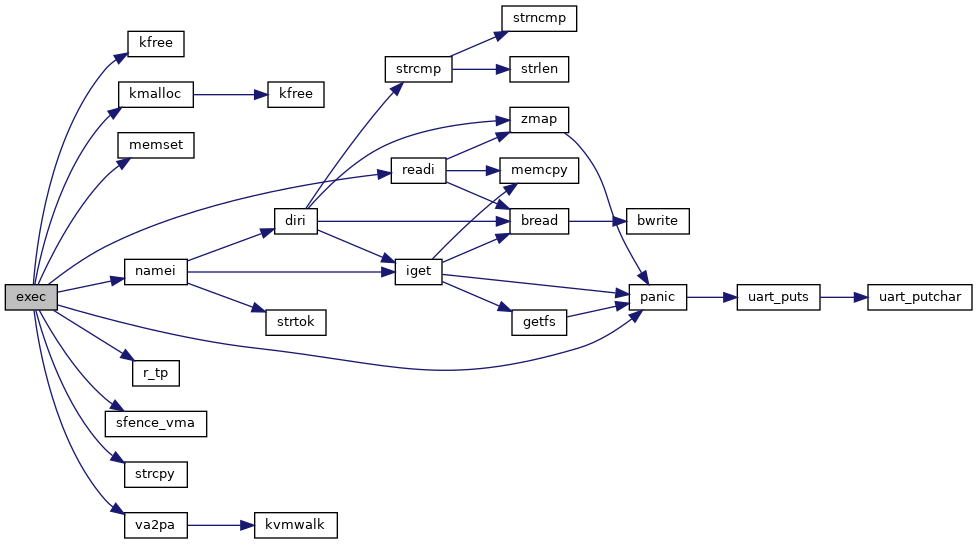 strncmp
kfree
strcmp
strlen
kmalloc
kfree
zmap
memset
readi
memcpy
diri
bread
bwrite
namei
iget
exec
panic
uart_puts
uart_putchar
strtok
getfs
r_tp
sfence_vma
strcpy
va2pa
kvmwalk